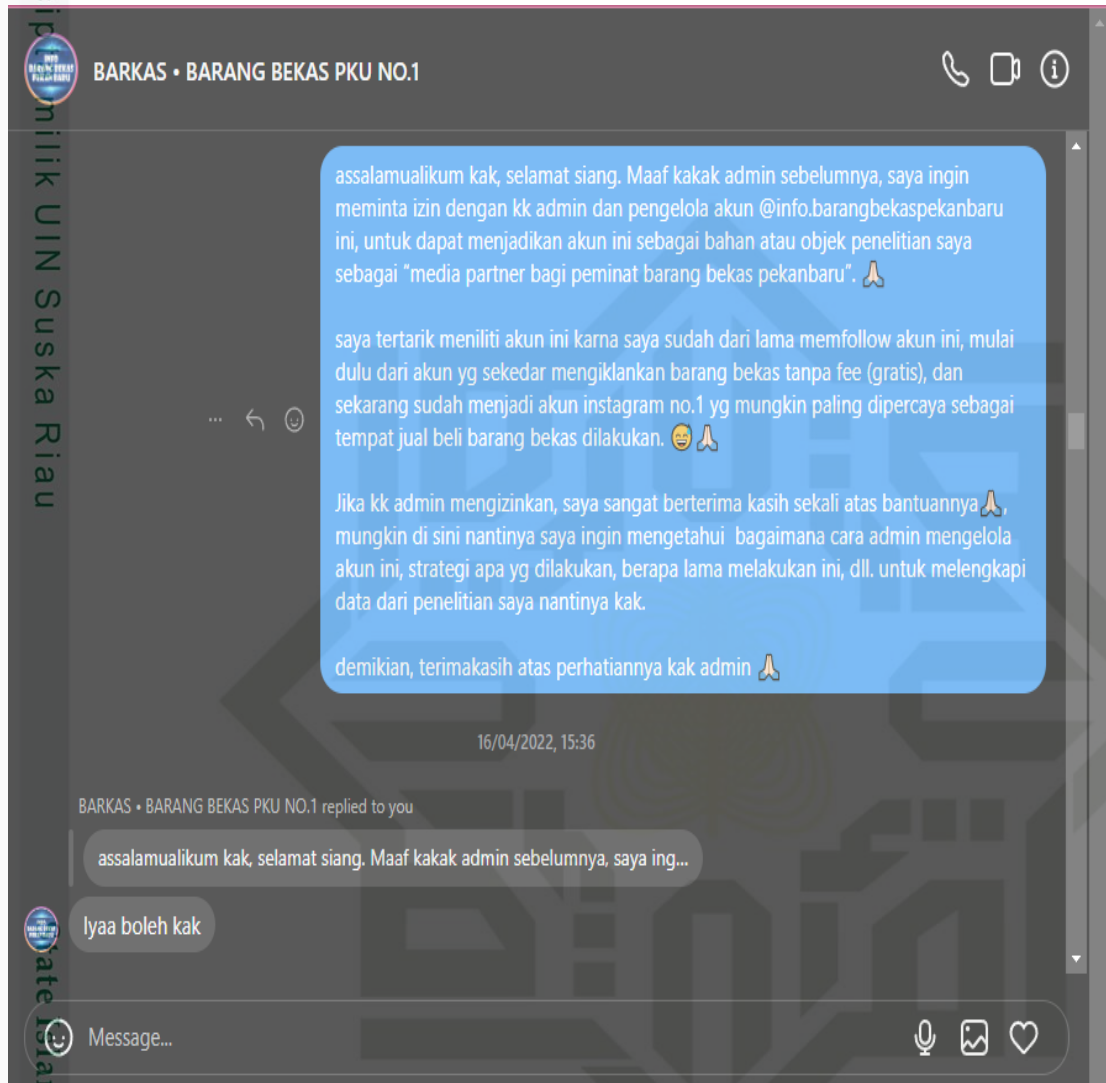 BARKAS • BARANG BEKAS PKU NO.1
assalamualikum kak, selamat siang. Maaf kakak admin sebelumnya, saya ingin
meminta izin dengan kk admin dan pengelola akun @info.barangbekaspekanbaru
ini, untuk dapat menjadikan akun ini sebagai bahan atau objek penelitian saya
sebagai “media partner bagi peminat barang bekas pekanbaru”. 🙏🏻
saya tertarik meniliti akun ini karna saya sudah dari lama memfollow akun ini, mulai
dulu dari akun yg sekedar mengiklankan barang bekas tanpa fee (gratis), dan
sekarang sudah menjadi akun instagram no.1 yg mungkin paling dipercaya sebagai
tempat jual beli barang bekas dilakukan. 😅🙏🏻
Jika kk admin mengizinkan, saya sangat berterima kasih sekali atas bantuannya🙏🏻,
mungkin di sini nantinya saya ingin mengetahui  bagaimana cara admin mengelola
akun ini, strategi apa yg dilakukan, berapa lama melakukan ini, dll. untuk melengkapi
data dari penelitian saya nantinya kak.
demikian, terimakasih atas perhatiannya kak admin 🙏🏻
16/04/2022, 15:36
BARKAS • BARANG BEKAS PKU NO.1 replied to you
assalamualikum kak, selamat siang. Maaf kakak admin sebelumnya, saya ing...
Iyaa boleh kak
Message...
milik UIN Suska Riau